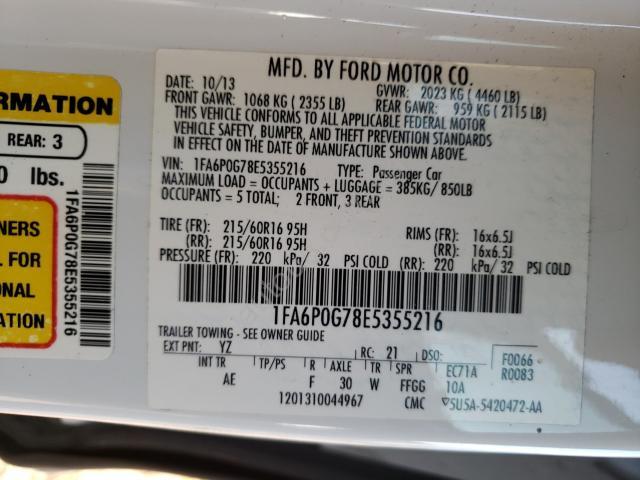 MFD. BY FORD MOTOR CO.
DATE: 10/13
GVWR: 2023 KG ( 4460 LB)
FRONT GAWR: 1068 KG ( 2355 LB)
REAR GAWR: 959 KG ( 2115 LB)
THIS VEHICLE CONFORMS TO ALL APPLICABLE FEDERAL MOTOR
VEHICLE SAFETY, BUMPER, AND THEFT PREVENTION STANDARDS
IN EFFECT ON THE DATE OF MANUFACTURE SHOWN ABOVE.
VIN: 1FA6P0G78E5355216 TYPE: Passenger Car
MAXIMUM LOAD = OCCUPANTS + LUGGAGE = 385KG/ 850LB
OCCUPANTS = 5 TOTAL; 2 FRONT, 3 REAR
TIRE (FR): 215/60R16 95H RIMS (FR): 16x6.5J
(RR): 215/60R16 95H (RR): 16x6.5J
PRESSURE (FR): 220 kPa/ 32 PSI COLD (RR): 220 kPa/ 32 PSI COLD
1FA6P0G78E5355216
TRAILER TOWING - SEE OWNER GUIDE
EXT PNT: YZ RC: 21 DSO: F0066
R0083
INT TR TP/PS R AXLE TR SPR EC71A
AE F 30 W FFGG 10A
1201310044967 CMC 5U5A-5420472-AA
ORMATION
REAR: 3
0 lbs.
NERS
L FOR
ONAL
MATION
1FA6P0G78E5355216